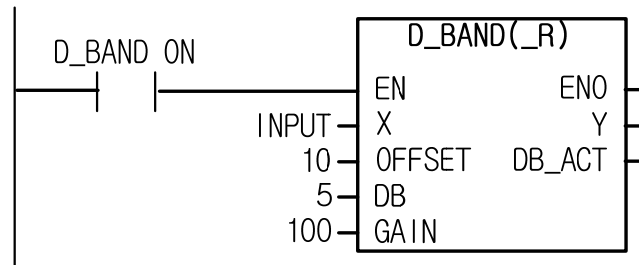 D_BAND(_R)
D_BAND ON
EN ENO
INPUT X Y
10 OFFSET DB_ACT
5 DB
100 GAIN